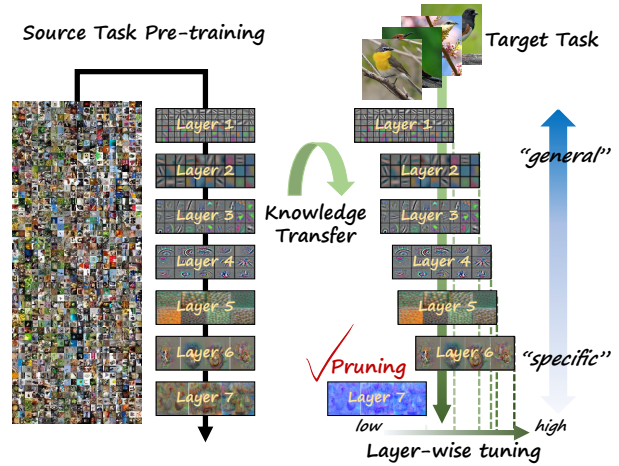 Source Task Pre-training
Target Task
Layer 1
Layer 2
Layer 3
Layer 4
Layer 5
Layer 6
Layer 7
Knowledge
Transfer
Layer 1
Layer 2
Layer 3
Layer 4
Layer 5
Layer 6
Pruning
Layer 7
“general”
“specific”
low
high
Layer-wise tuning